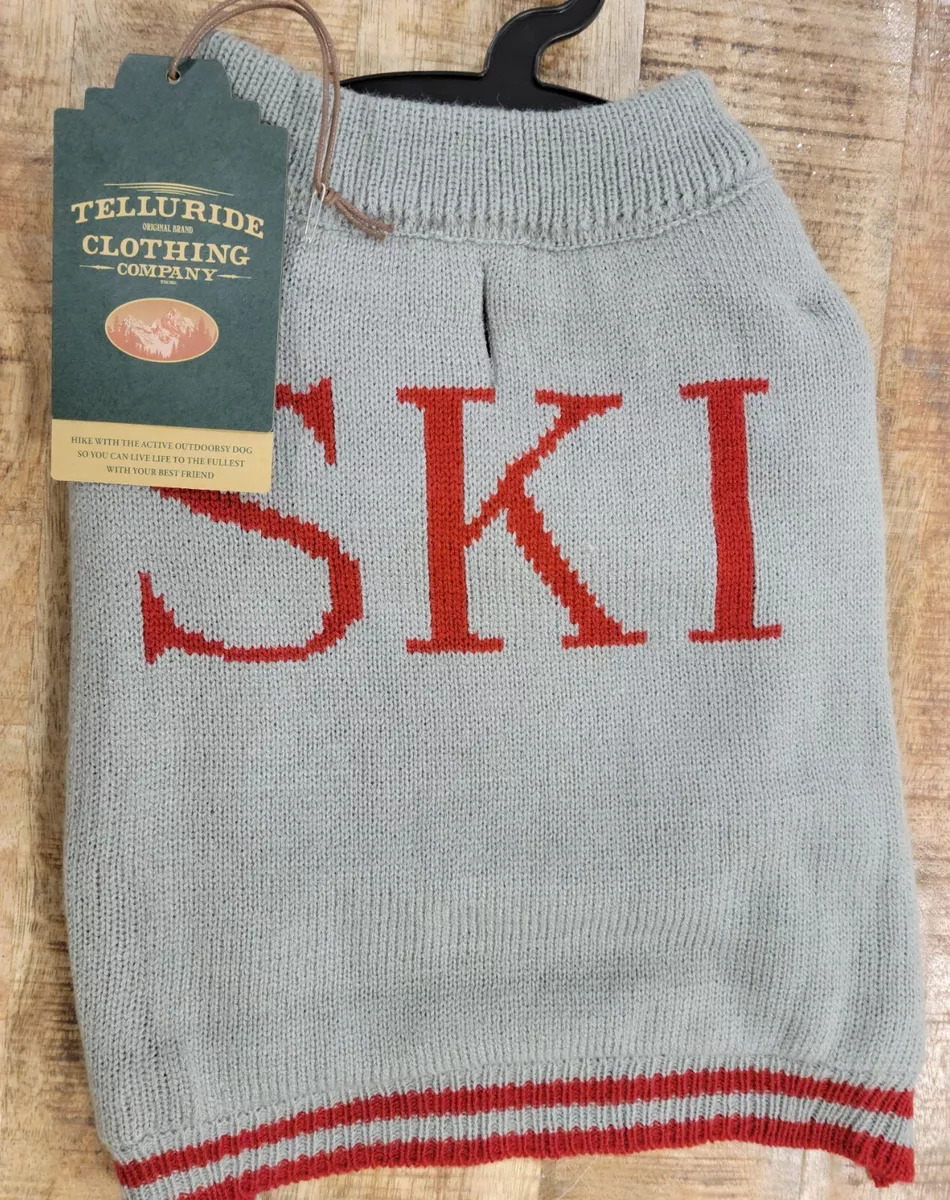 TELLURIDE
ORIGINAL BRAND
CLOTHING
COMPANY
HIKE WITH THE ACTIVE OUTDOORSY DOG
SO YOU CAN LIVE LIFE TO THE FULLEST
WITH YOUR BEST FRIEND
SKI